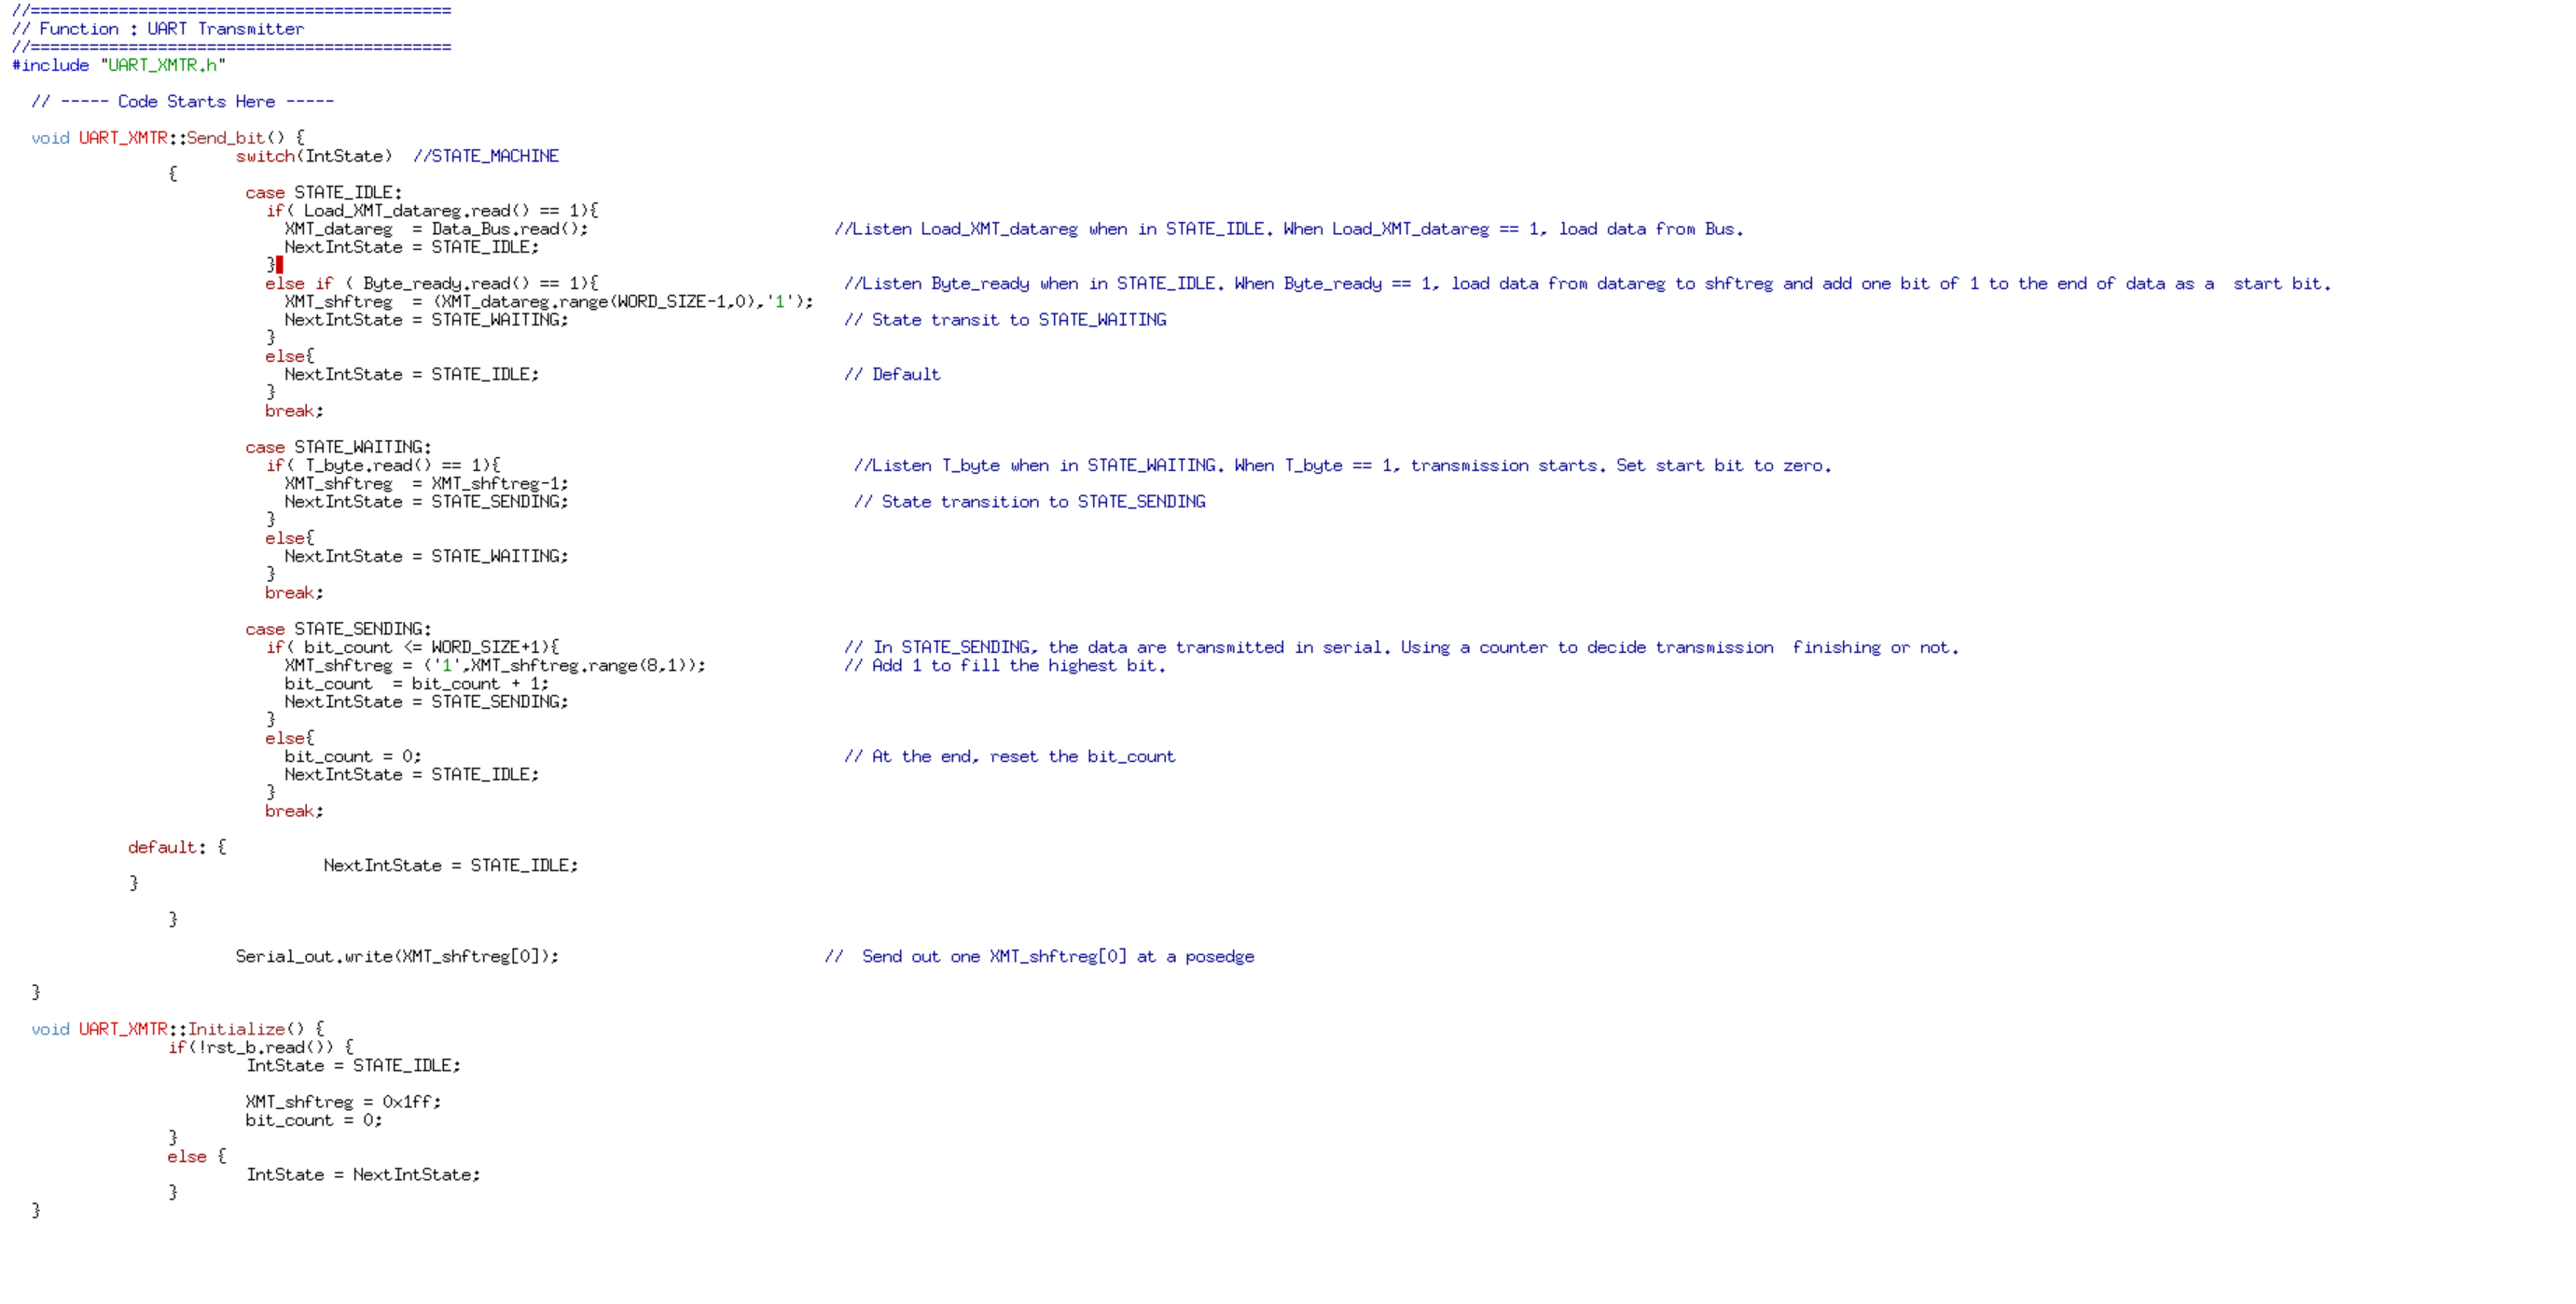 //===========================================
// Function : UART Transmitter
//===========================================
#include "UART_XMTR.h"
// ----- Code Starts Here -----
void UART_XMTR::Send_bit() {
switch(IntState)  //STATE_MACHINE
{
case STATE_IDLE:
if( Load_XMT_datareg.read() == 1){
XMT_datareg  = Data_Bus.read(); //Listen Load_XMT_datareg when in STATE_IDLE. When Load_XMT_datareg == 1, load data from Bus.
NextIntState = STATE_IDLE;
}
else if ( Byte_ready.read() == 1){ //Listen Byte_ready when in STATE_IDLE. When Byte_ready == 1, load data from datareg to shftreg and add one bit of 1 to the end of data as a  start bit.
XMT_shftreg  = (XMT_datareg.range(WORD_SIZE-1,0),'1');
NextIntState = STATE_WAITING; // State transit to STATE_WAITING
}
else{
NextIntState = STATE_IDLE; // Default
}
break;
case STATE_WAITING:
if( T_byte.read() == 1){ //Listen T_byte when in STATE_WAITING. When T_byte == 1, transmission starts. Set start bit to zero.
XMT_shftreg  = XMT_shftreg-1;
NextIntState = STATE_SENDING; // State transition to STATE_SENDING
}
else{
NextIntState = STATE_WAITING;
}
break;
case STATE_SENDING:
if( bit_count <= WORD_SIZE+1){ // In STATE_SENDING, the data are transmitted in serial. Using a counter to decide transmission  finishing or not.
XMT_shftreg = ('1',XMT_shftreg.range(8,1)); // Add 1 to fill the highest bit.
bit_count  = bit_count + 1;
NextIntState = STATE_SENDING;
}
else{
bit_count = 0; // At the end, reset the bit_count
NextIntState = STATE_IDLE;
}
break;
default: {
NextIntState = STATE_IDLE;
}
}
Serial_out.write(XMT_shftreg[0]); //  Send out one XMT_shftreg[0] at a posedge
}
void UART_XMTR::Initialize() {
if(!rst_b.read()) {
IntState = STATE_IDLE;
XMT_shftreg = 0x1ff;
bit_count = 0;
}
else {
IntState = NextIntState;
}
}